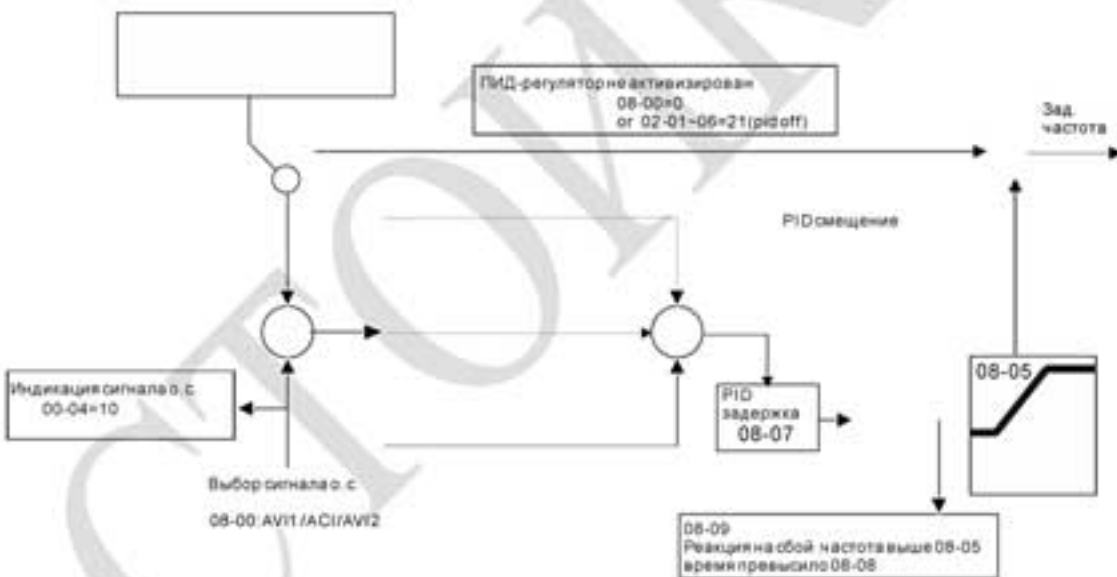 ПИД-регулятор не активизирован
08-00=0
or 02-01~06=21(pid off)
Зад.
частота
PID смещение
08-05
Индикация сигнала о. с
00-04=10
PID
задержка
08-07
Выбор сигнала о. с
08-00: AVI1 /ACI/AVI2
08-09
Реакция на сбой частота выше 08-05
время превысило 08-08
СТОИК